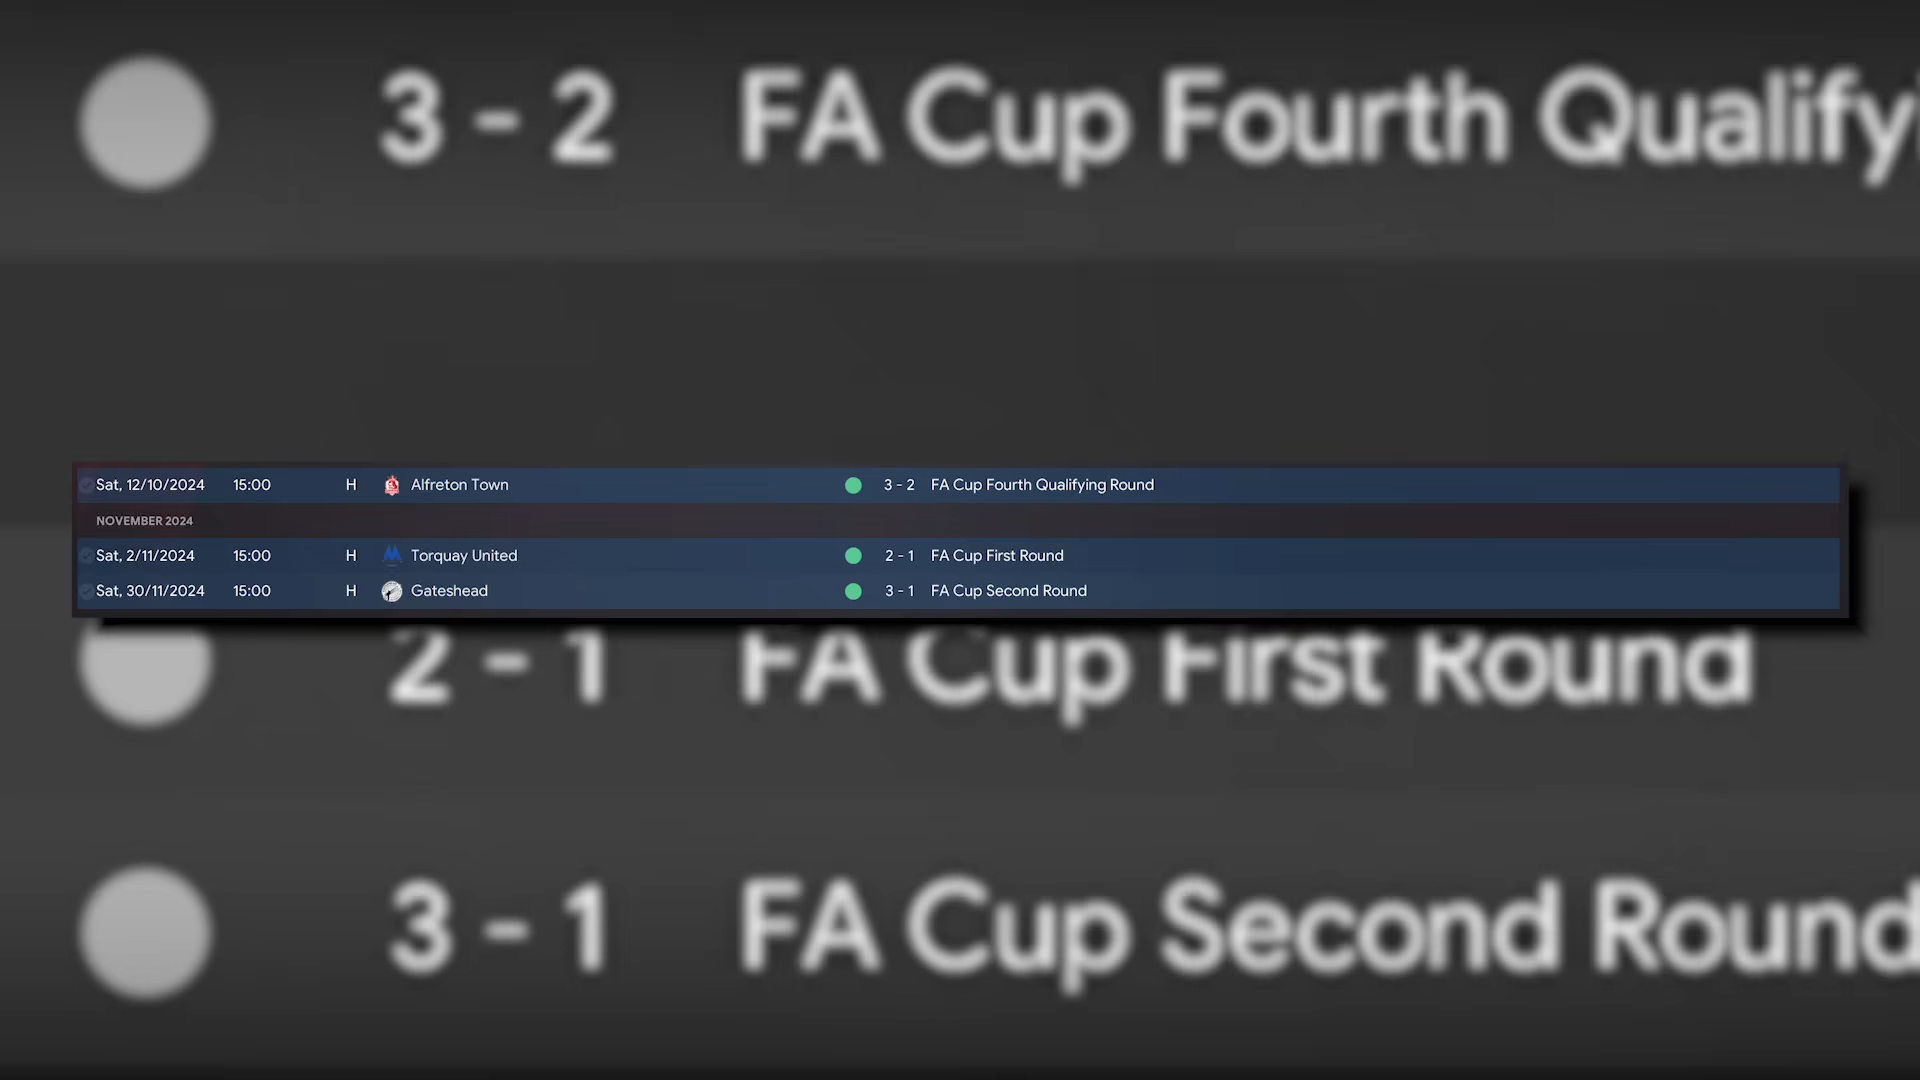 3 - 2 FA Cup Fourth Qualifyi
Sat, 12/10/2024 15:00 H Alfreton Town 3 - 2 FA Cup Fourth Qualifying Round
NOVEMBER 2024
Sat, 2/11/2024 15:00 H Torquay United 2 - 1 FA Cup First Round
Sat, 30/11/2024 15:00 H Gateshead 3 - 1 FA Cup Second Round
2 - 1 FA Cup First Round
3 - 1 FA Cup Second Round